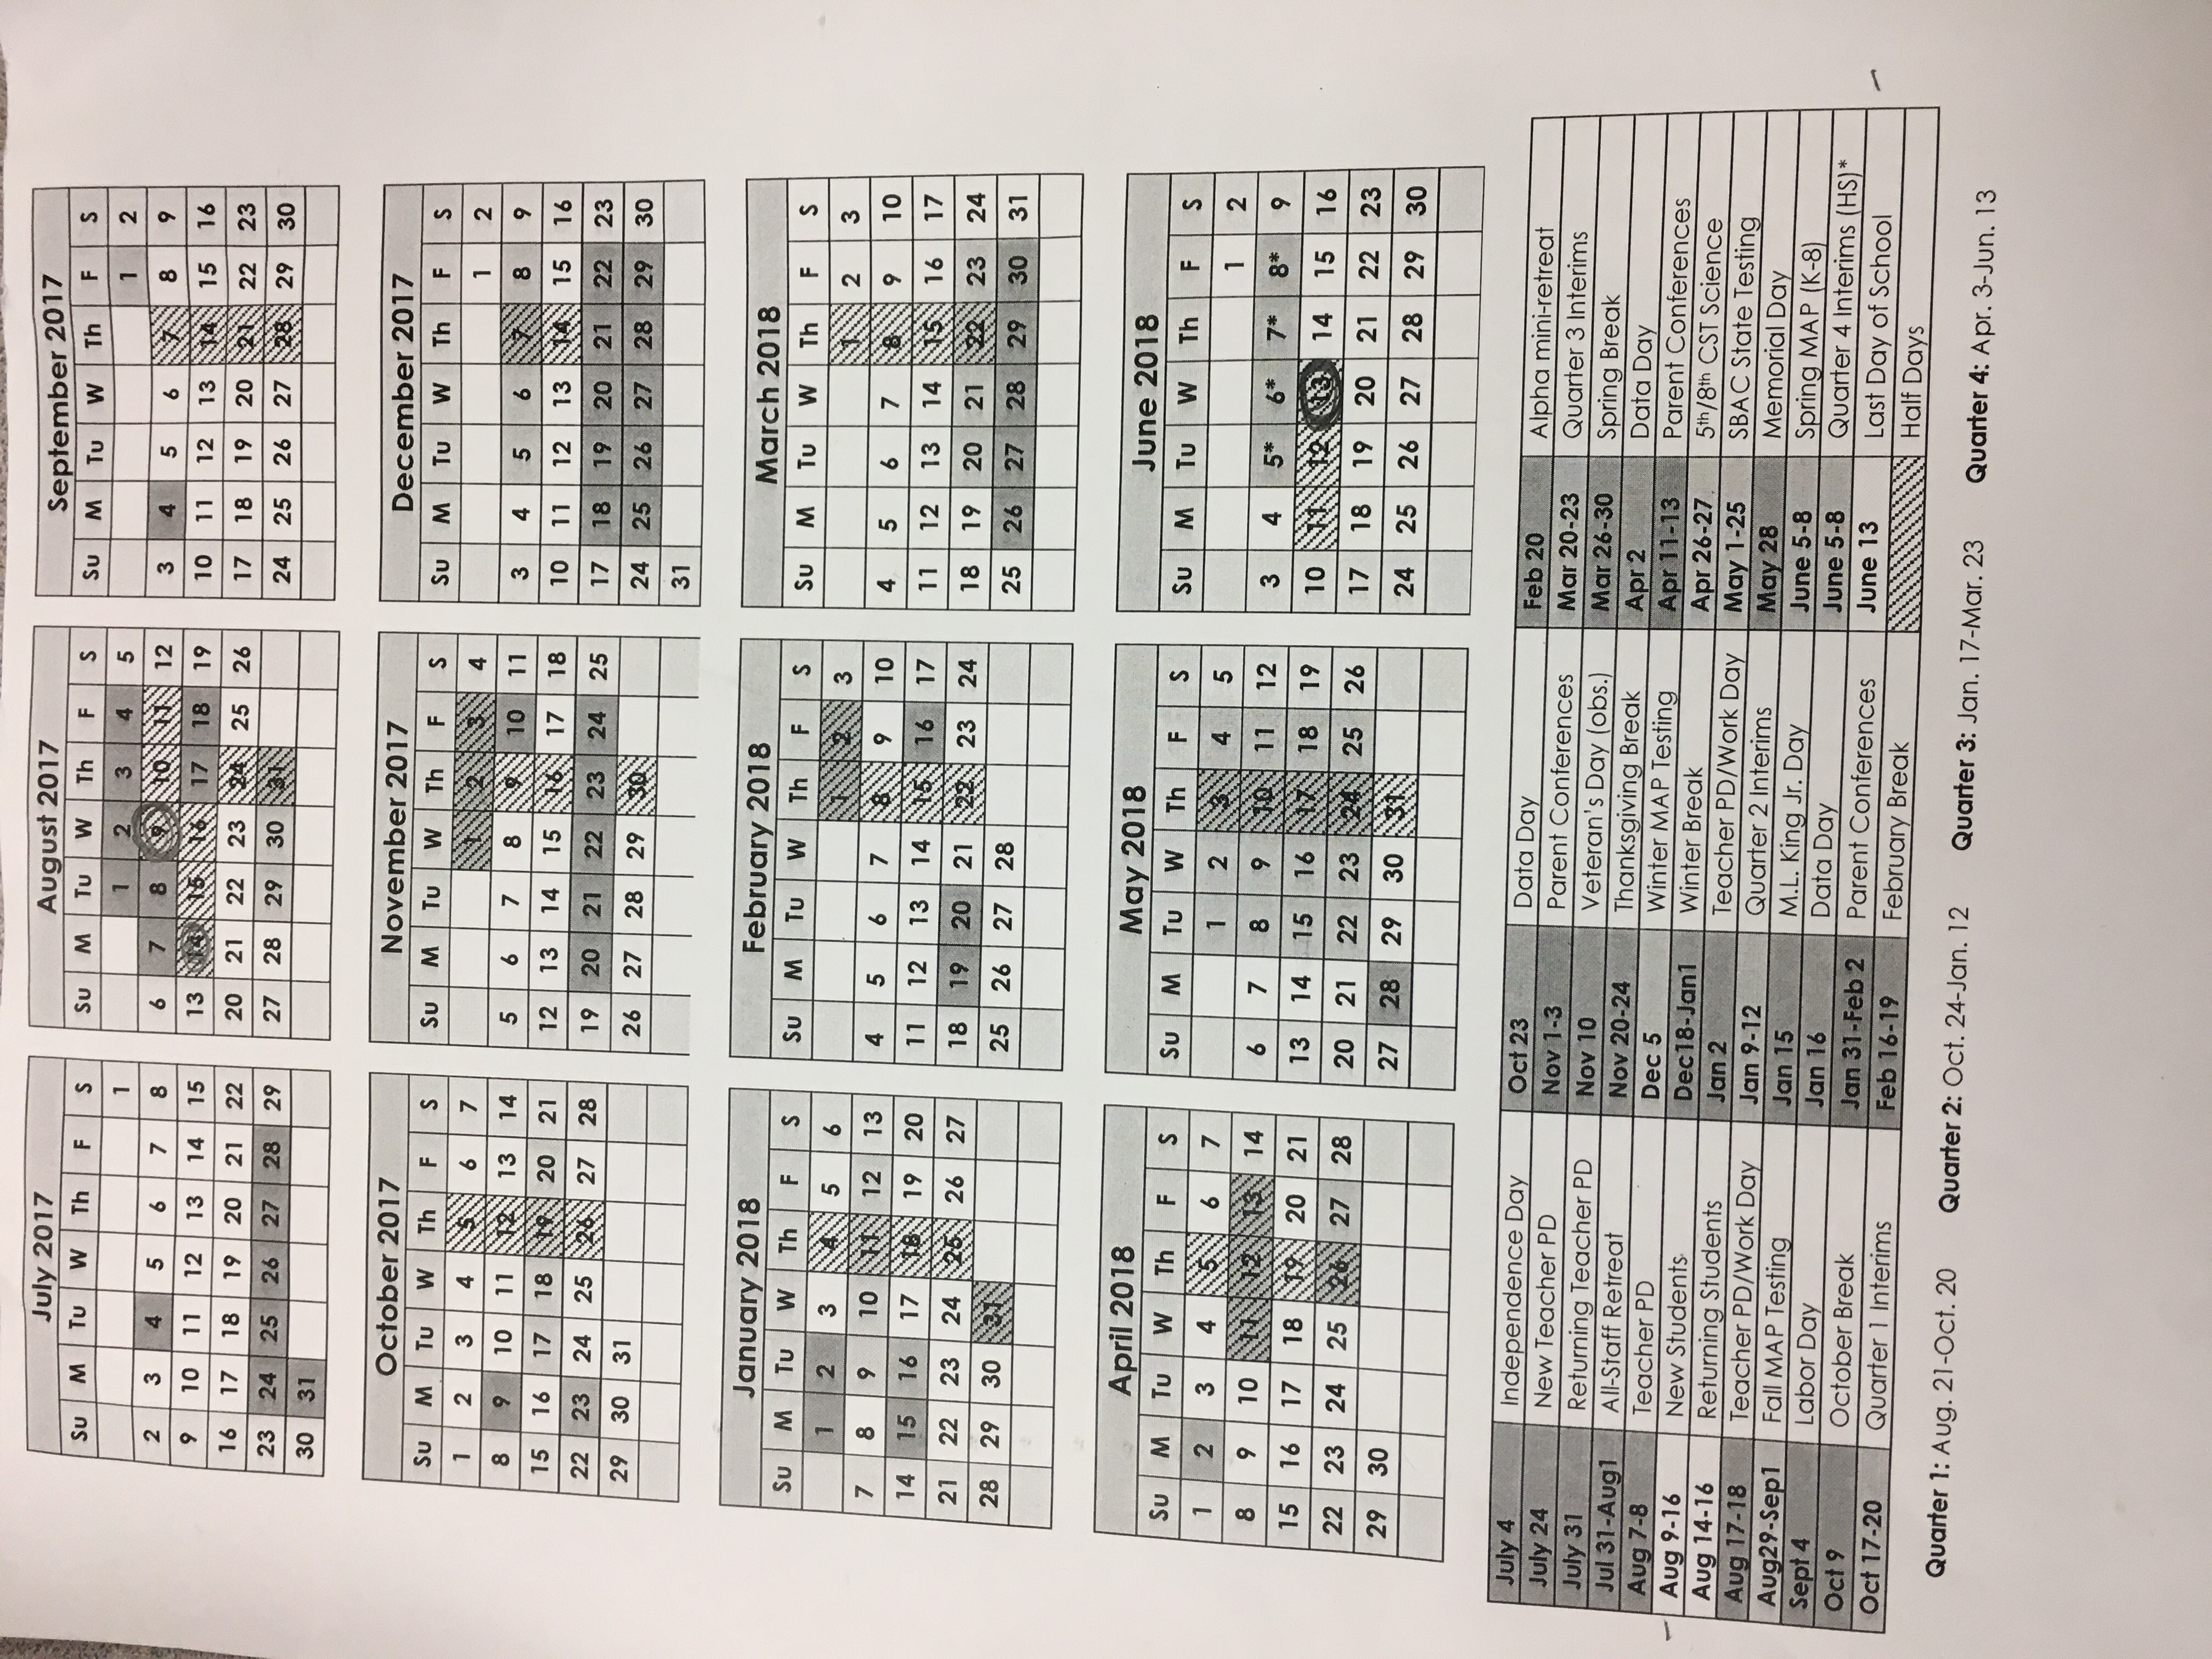 July 2017
Su M Tu W Th F S
1
2 3 4 5 6 7 8
9 10 11 12 13 14 15
16 17 18 19 20 21 22
23 24 25 26 27 28 29
30 31
August 2017
Su M Tu W Th F S
1 2 3 4 5
6 7 8 9 10 11 12
13 14 15 16 17 18 19
20 21 22 23 24 25 26
27 28 29 30 31
September 2017
Su M Tu W Th F S
1 2
3 4 5 6 7 8 9
10 11 12 13 14 15 16
17 18 19 20 21 22 23
24 25 26 27 28 29 30
October 2017
Su M Tu W Th F S
1 2 3 4 5 6 7
8 9 10 11 12 13 14
15 16 17 18 19 20 21
22 23 24 25 26 27 28
29 30 31
November 2017
Su M Tu W Th F S
1 2 3 4
5 6 7 8 9 10 11
12 13 14 15 16 17 18
19 20 21 22 23 24 25
26 27 28 29 30
December 2017
Su M Tu W Th F S
1 2
3 4 5 6 7 8 9
10 11 12 13 14 15 16
17 18 19 20 21 22 23
24 25 26 27 28 29 30
31
January 2018
Su M Tu W Th F S
1 2 3 4 5 6
7 8 9 10 11 12 13
14 15 16 17 18 19 20
21 22 23 24 25 26 27
28 29 30 31
February 2018
Su M Tu W Th F S
1 2 3
4 5 6 7 8 9 10
11 12 13 14 15 16 17
18 19 20 21 22 23 24
25 26 27 28
March 2018
Su M Tu W Th F S
1 2 3
4 5 6 7 8 9 10
11 12 13 14 15 16 17
18 19 20 21 22 23 24
25 26 27 28 29 30 31
April 2018
Su M Tu W Th F S
1 2 3 4 5 6 7
8 9 10 11 12 13 14
15 16 17 18 19 20 21
22 23 24 25 26 27 28
29 30
May 2018
Su M Tu W Th F S
1 2 3 4 5
6 7 8 9 10 11 12
13 14 15 16 17 18 19
20 21 22 23 24 25 26
27 28 29 30 31
June 2018
Su M Tu W Th F S
1 2
3 4 5* 6* 7* 8* 9
10 11 12 13 14 15 16
17 18 19 20 21 22 23
24 25 26 27 28 29 30
July 4 Independence Day
July 24 New Teacher PD
July 31 Returning Teacher PD
Jul 31-Aug1 All-Staff Retreat
Aug 7-8 Teacher PD
Aug 9-16 New Students
Aug 14-16 Returning Students
Aug 17-18 Teacher PD/Work Day
Aug29-Sep1 Fall MAP Testing
Sept 4 Labor Day
Oct 9 October Break
Oct 17-20 Quarter 1 Interims
Oct 23 Data Day
Nov 1-3 Parent Conferences
Nov 10 Veteran's Day (obs.)
Nov 20-24 Thanksgiving Break
Dec 5 Winter MAP Testing
Dec18-Jan1 Winter Break
Jan 2 Teacher PD/Work Day
Jan 9-12 Quarter 2 Interims
Jan 15 M.L. King Jr. Day
Jan 16 Data Day
Jan 31-Feb 2 Parent Conferences
Feb 16-19 February Break
Feb 20 Alpha mini-retreat
Mar 20-23 Quarter 3 Interims
Mar 26-30 Spring Break
Apr 2 Data Day
Apr 11-13 Parent Conferences
Apr 26-27 5th/8th CST Science
May 1-25 SBAC State Testing
May 28 Memorial Day
June 5-8 Spring MAP (K-8)
June 5-8 Quarter 4 Interims (HS)*
June 13 Last Day of School
Half Days
Quarter 1: Aug. 21-Oct. 20 Quarter 2: Oct. 24-Jan. 12 Quarter 3: Jan. 17-Mar. 23 Quarter 4: Apr. 3-Jun. 13